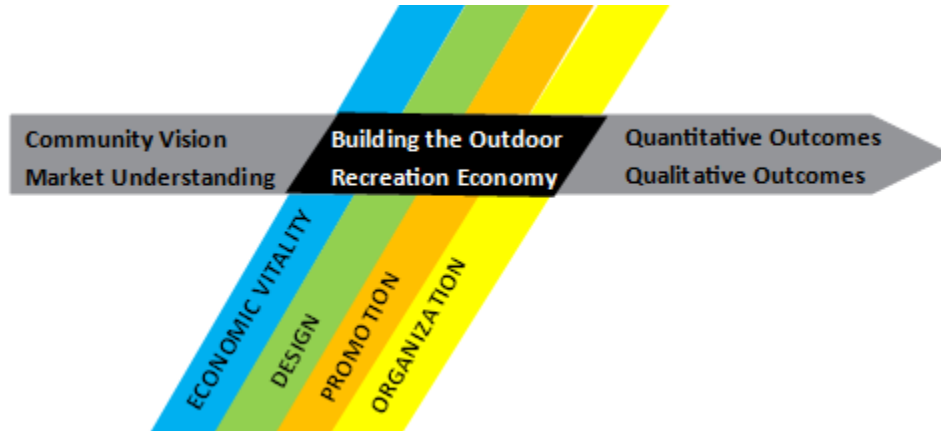 Community Vision
Market Understanding
Building the Outdoor
Recreation Economy
Quantitative Outcomes
Qualitative Outcomes
ECONOMIC VITALITY
DESIGN
PROMOTION
ORGANIZATION